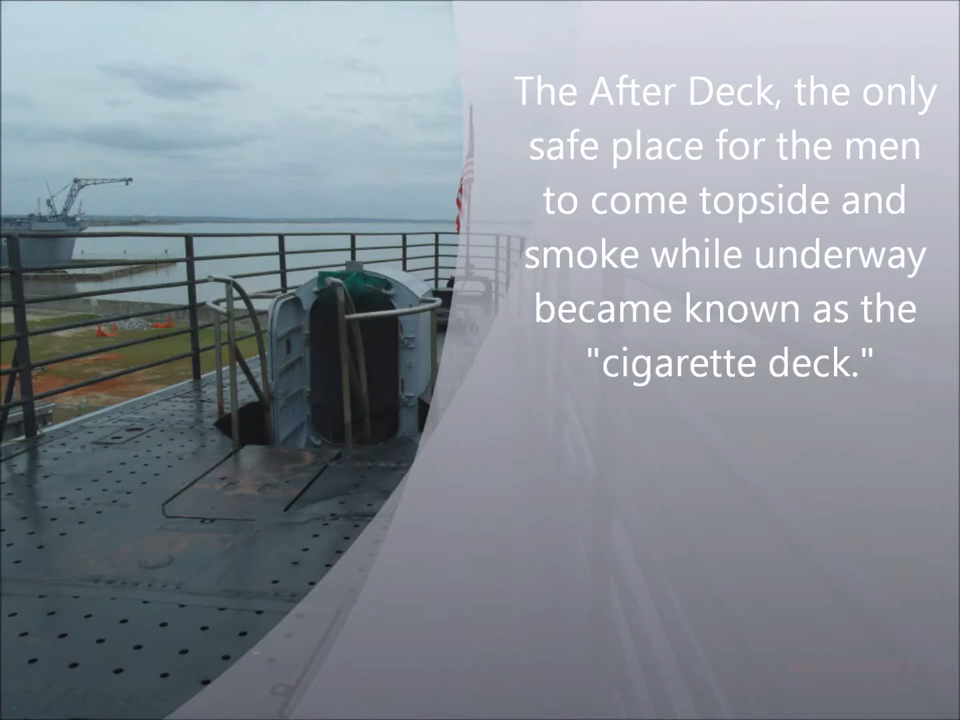 The After Deck, the only
safe place for the men
to come topside and
smoke while underway
became known as the
"cigarette deck."